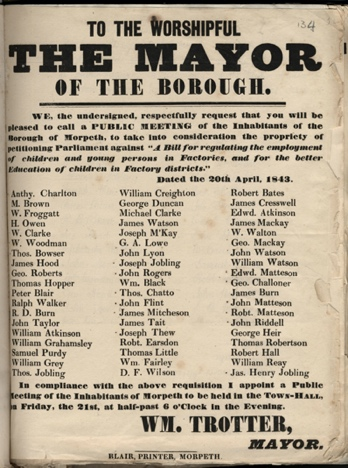 134
TO THE WORSHIPFUL
THE MAYOR
OF THE BOROUGH.
WE, the undersigned, respectfully request that you will be
pleased to call a PUBLIC MEETING of the Inhabitants of the
Borough of Morpeth, to take into consideration the propriety of
petitioning Parliament against "A Bill for regulating the employment
of children and young persons in Factories, and for the better
Education of children in Factory districts."
Dated the 20th April, 1843.
Anthy. Charlton
M. Brown
W. Froggatt
H. Owen
W. Clarke
W. Woodman
Thos. Bowser
James Hood
Geo. Roberts
Thomas Hopper
Peter Blair
Ralph Walker
R. D. Burn
John Taylor
William Atkinson
William Grahamsley
Samuel Purdy
William Grey
Thos. Jobling
William Creighton
George Duncan
Michael Clarke
James Watson
Joseph M'Kay
G. A. Lowe
John Lyon
Joseph Jobling
John Rogers
Wm. Black
Thos. Chatto
John Flint
James Mitcheson
James Tait
Joseph Thew
Robt. Earsdon
Thomas Little
Wm. Fairley
D. F. Wilson
Robert Bates
James Cresswell
Edwd. Atkinson
James Mackay
W. Walton
Geo. Mackay
John Watson
William Watson
Edwd. Matteson
Geo. Challoner
James Burn
John Matteson
Robt. Matteson
John Riddell
George Heir
Thomas Robertson
Robert Hall
William Reay
Jas. Henry Jobling
In compliance with the above requisition I appoint a Public
Meeting of the Inhabitants of Morpeth to be held in the TOWN-HALL,
on Friday, the 21st, at half-past 6 o'Clock in the Evening.
WM. TROTTER,
MAYOR.
BLAIR, PRINTER, MORPETH.